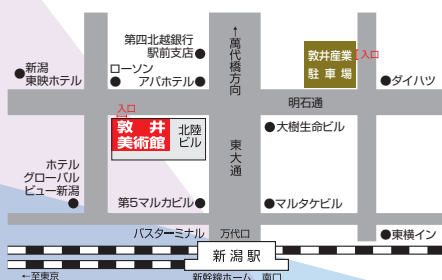 第四北越銀行
駅前支店
ローソン
アパホテル
←萬代橋方向
敦井産業
駐車場
入口
新潟
東映ホテル
ダイハツ
明石通
入口
敦井
美術館
北陸
ビル
大樹生命ビル
東大通
ホテル
グローバル
ビュー新潟
第5マルカビル
マルタケビル
バスターミナル
万代口
東横イン
新潟駅
←至東京
新幹線ホーム
南口